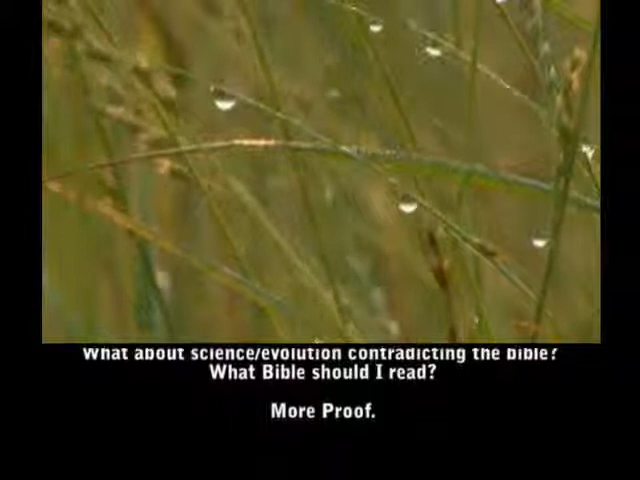 What about science/evolution contradicting the bible?
What Bible should I read?
More Proof.